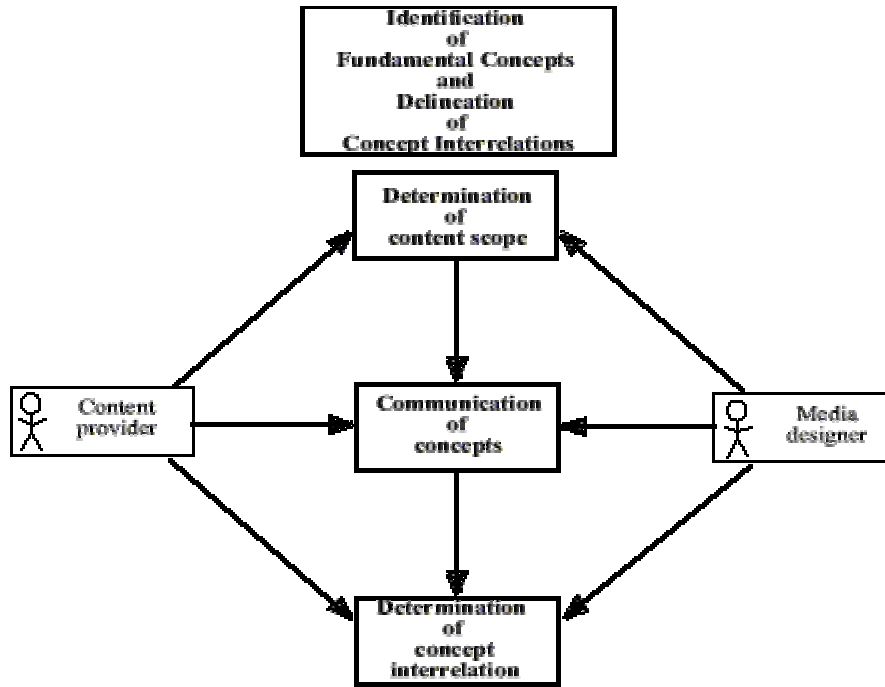 Identification
of
Fundamental Concepts
and
Delineation
of
Concept Interrelations
Determination
of
content scope
Content
provider
Communication
of
concepts
Media
designer
Determination
of
concept
interrelation